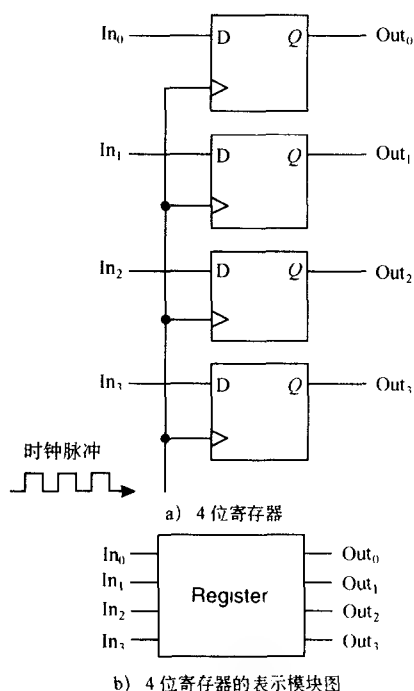 In₀ D Q Out₀
In₁ D Q Out₁
In₂ D Q Out₂
In₃ D Q Out₃
时钟脉冲
a) 4 位寄存器
In₀ Out₀
In₁ Out₁
Register
In₂ Out₂
In₃ Out₃
b) 4 位寄存器的表示模块图